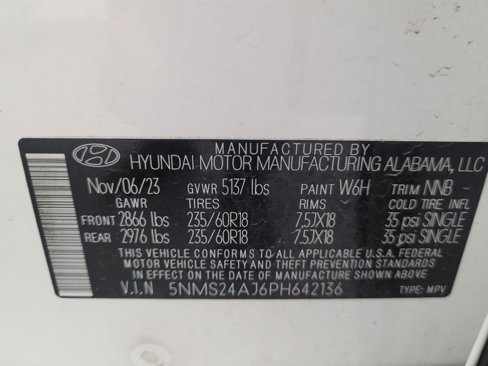 MANUFACTURED BY
HYUNDAI MOTOR MANUFACTURING ALABAMA, LLC
Nov/06/23 GVWR 5137 lbs PAINT W6H TRIM NNB
GAWR TIRES RIMS COLD TIRE INFL
FRONT 2866 lbs 235/60R18 7.5JX18 35 psi SINGLE
REAR 2976 lbs 235/60R18 7.5JX18 35 psi SINGLE
THIS VEHICLE CONFORMS TO ALL APPLICABLE U.S.A. FEDERAL
MOTOR VEHICLE SAFETY AND THEFT PREVENTION STANDARDS
IN EFFECT ON THE DATE OF MANUFACTURE SHOWN ABOVE.
V.I.N 5NMS24AJ6PH642136 TYPE: MPV